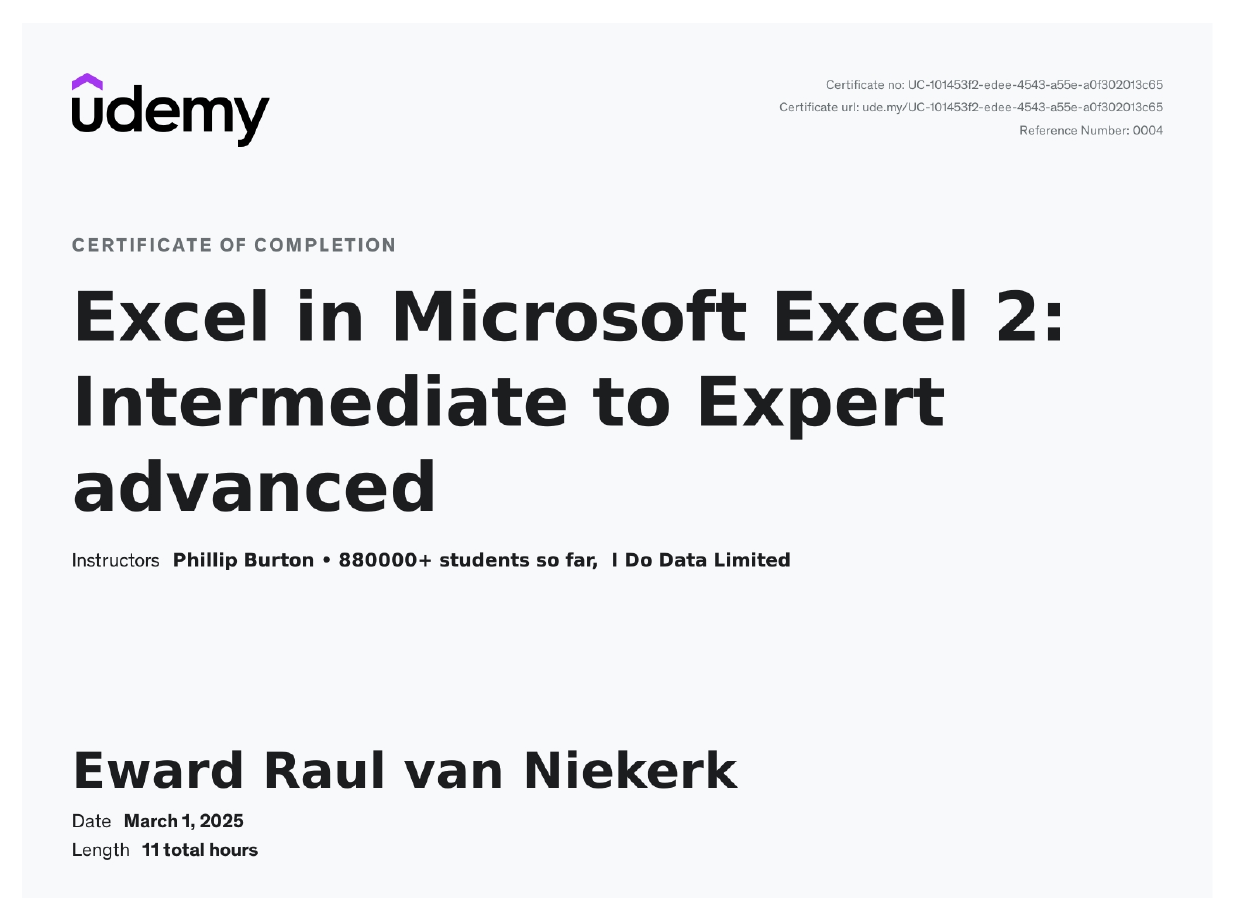 udemy
Certificate no: UC-101453f2-edee-4543-a55e-a0f302013c65
Certificate url: ude.my/UC-101453f2-edee-4543-a55e-a0f302013c65
Reference Number: 0004
CERTIFICATE OF COMPLETION
Excel in Microsoft Excel 2:
Intermediate to Expert
advanced
Instructors Phillip Burton • 880000+ students so far, I Do Data Limited
Eward Raul van Niekerk
Date March 1, 2025
Length 11 total hours